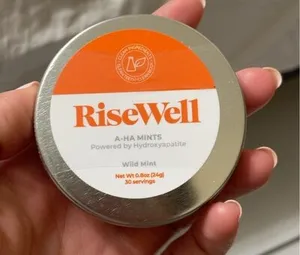 RiseWell
A-HA MINTS
Powered by Hydroxyapatite
Wild Mint
Net Wt 0.8oz (24g)
30 servings